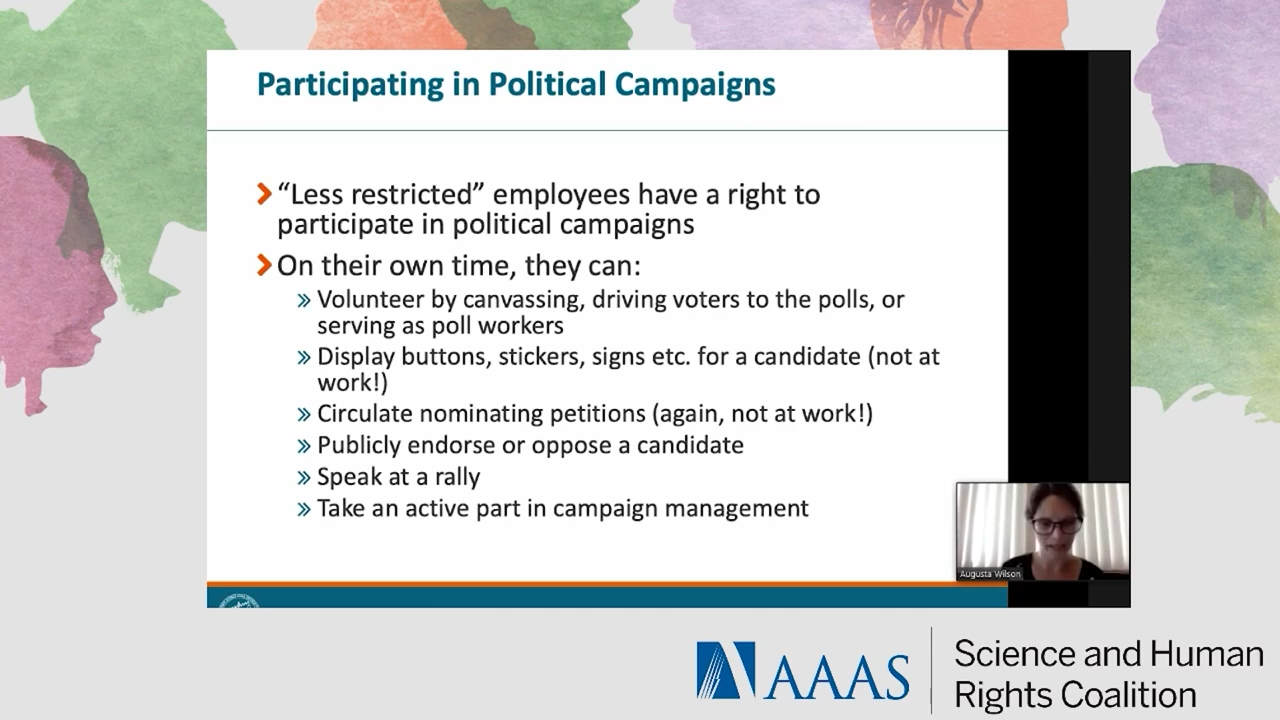 Participating in Political Campaigns
“Less restricted” employees have a right to
participate in political campaigns
On their own time, they can:
Volunteer by canvassing, driving voters to the polls, or
serving as poll workers
Display buttons, stickers, signs etc. for a candidate (not at
work!)
Circulate nominating petitions (again, not at work!)
Publicly endorse or oppose a candidate
Speak at a rally
Take an active part in campaign management
Augusta Wilson
AAAS
Science and Human
Rights Coalition